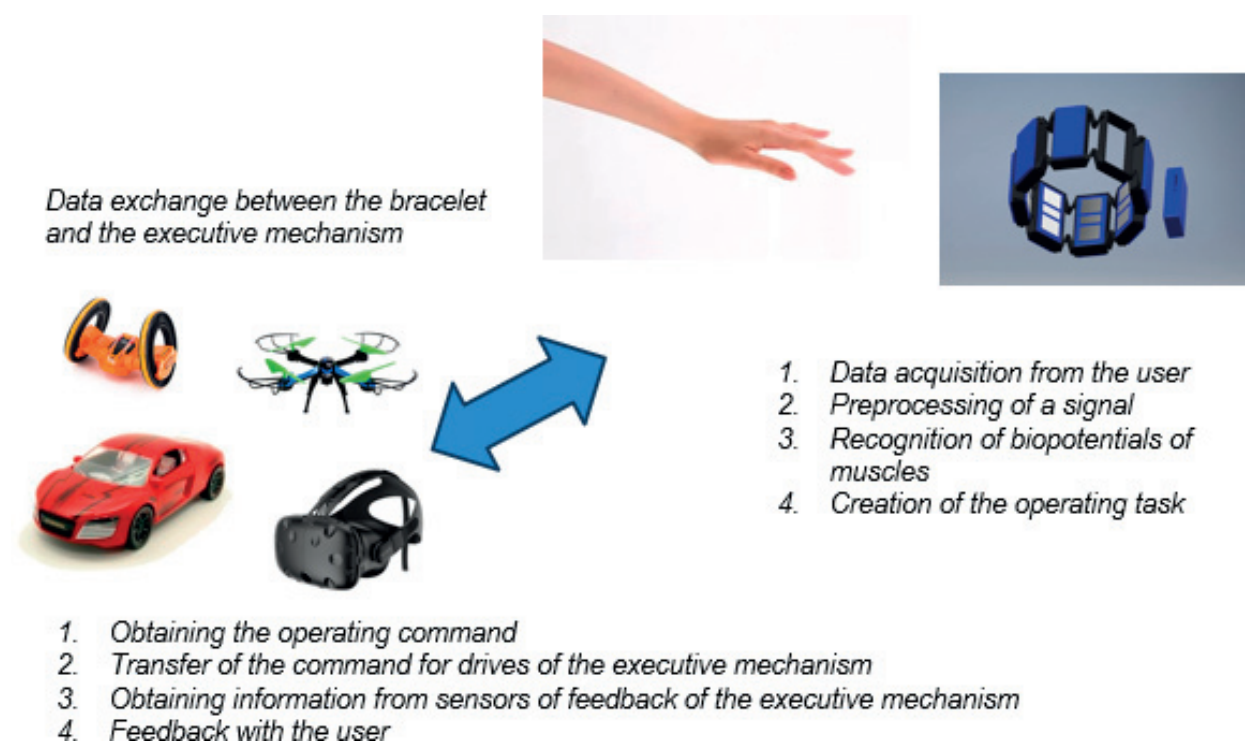 Data exchange between the bracelet
and the executive mechanism
1. Data acquisition from the user
2. Preprocessing of a signal
3. Recognition of biopotentials of
muscles
4. Creation of the operating task
1. Obtaining the operating command
2. Transfer of the command for drives of the executive mechanism
3. Obtaining information from sensors of feedback of the executive mechanism
4. Feedback with the user